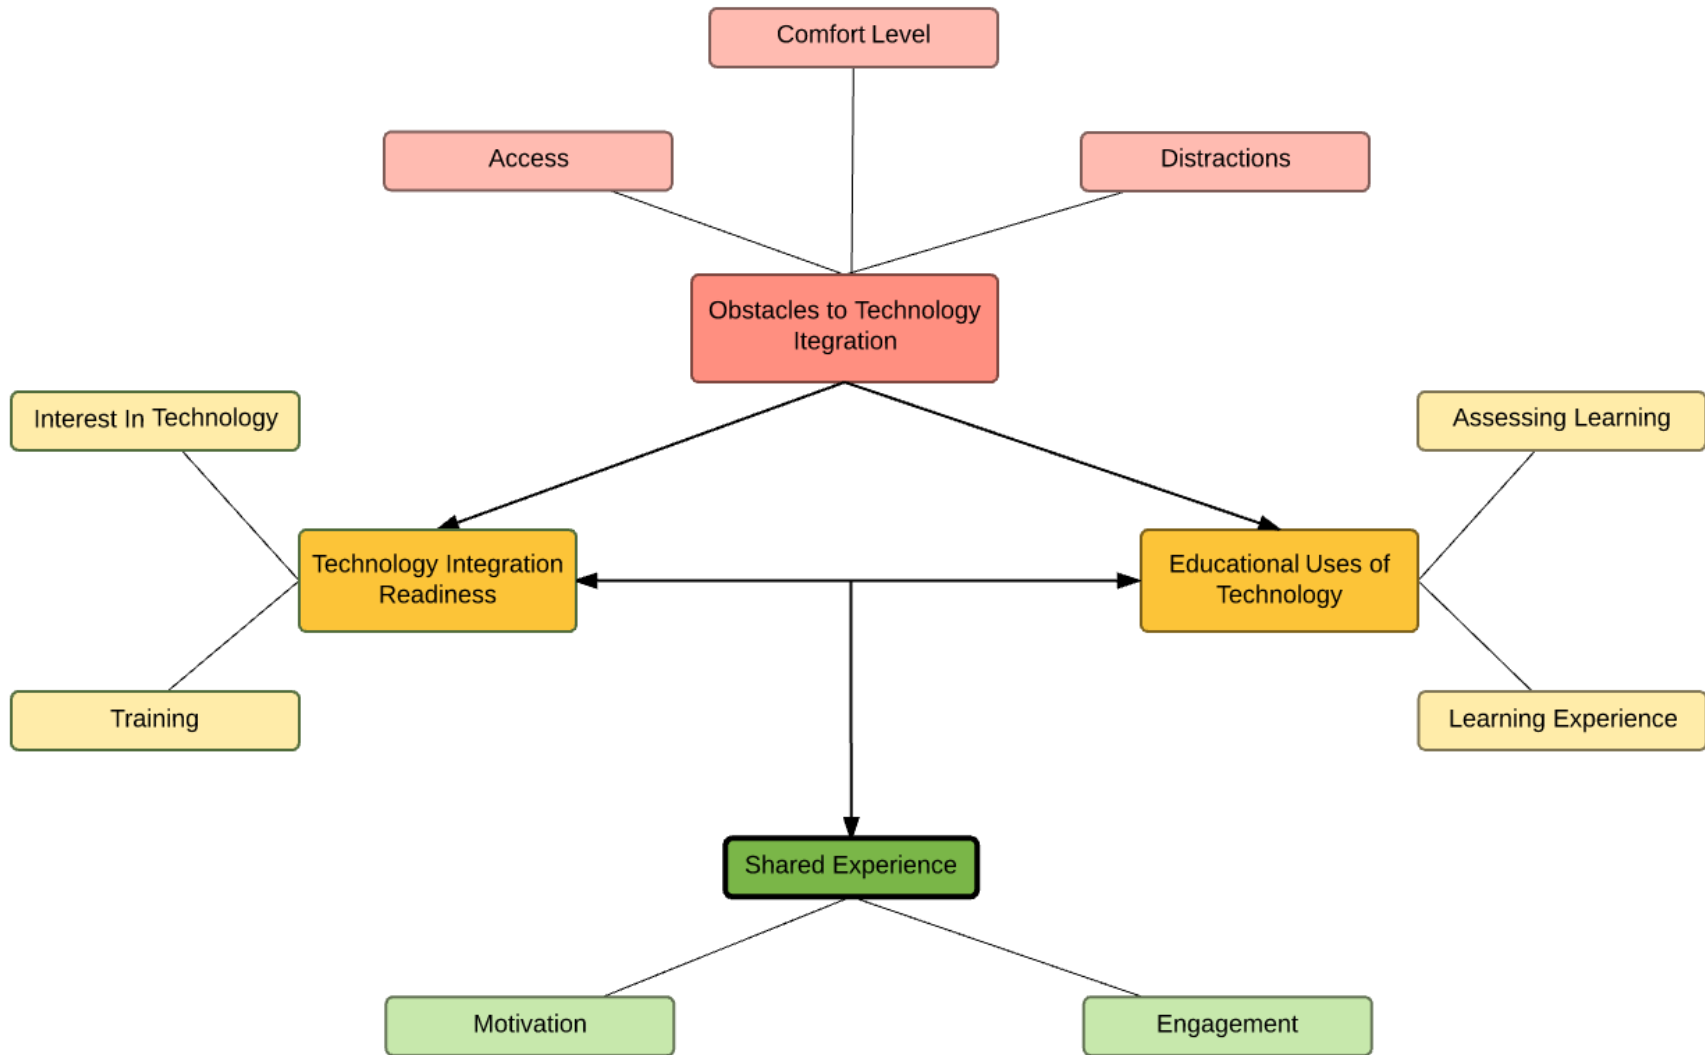 Comfort Level
Access
Distractions
Obstacles to Technology
Itegration
Interest In Technology
Assessing Learning
Technology Integration
Readiness
Educational Uses of
Technology
Training
Learning Experience
Shared Experience
Motivation
Engagement